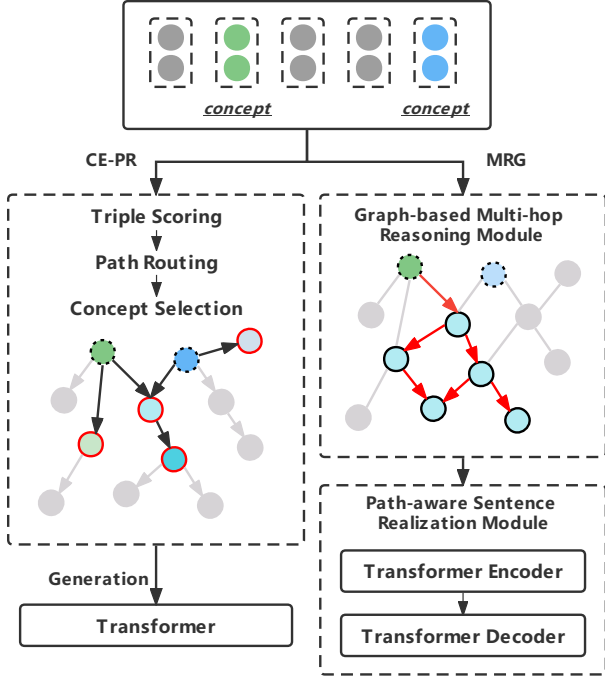 concept
concept
CE-PR
MRG
Triple Scoring
Path Routing
Concept Selection
Graph-based Multi-hop
Reasoning Module
Path-aware Sentence
Realization Module
Transformer Encoder
Transformer Decoder
Generation
Transformer